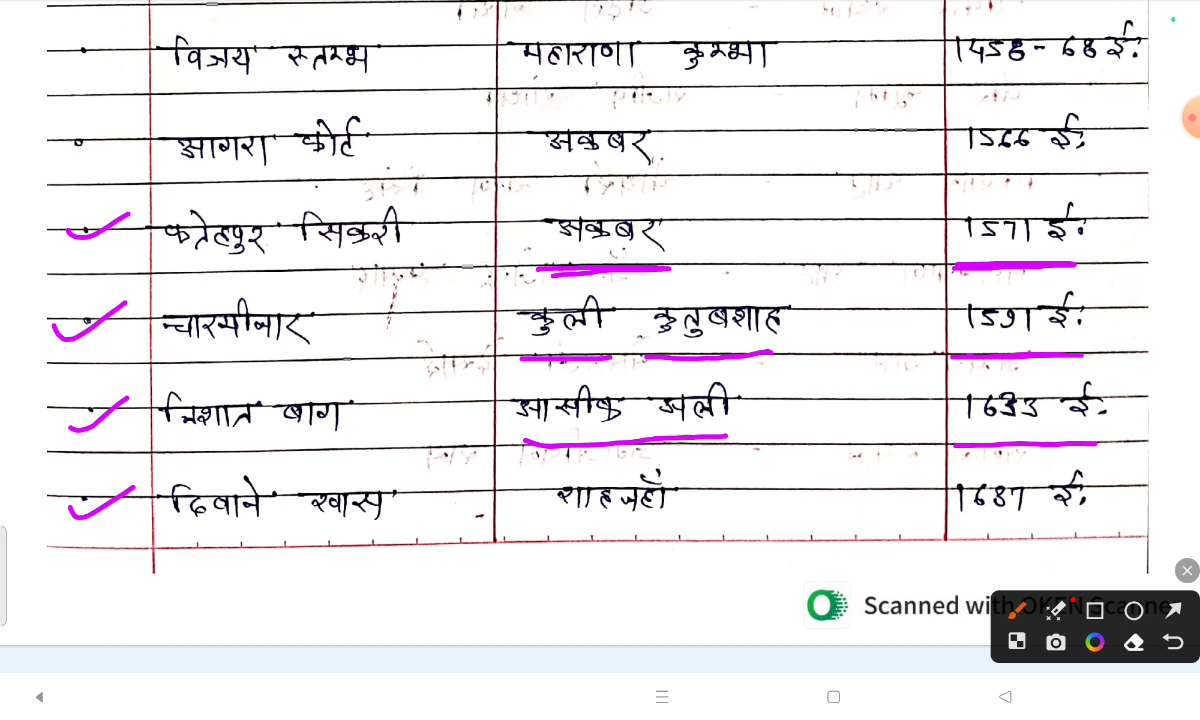 विजय स्तम्भ महाराणा कुम्भा 1458-68 ई॰
आगरा फोर्ट अकबर 1566 ई॰
फतेहपुर सिकरी अकबर 1571 ई॰
चारमीनार कुली कुतुबशाह 1591 ई॰
निशात बाग आसीफ अली 1633 ई॰
दिवाने खास शाहजहाँ 1637 ई॰
Scanned with OKEN Scanne